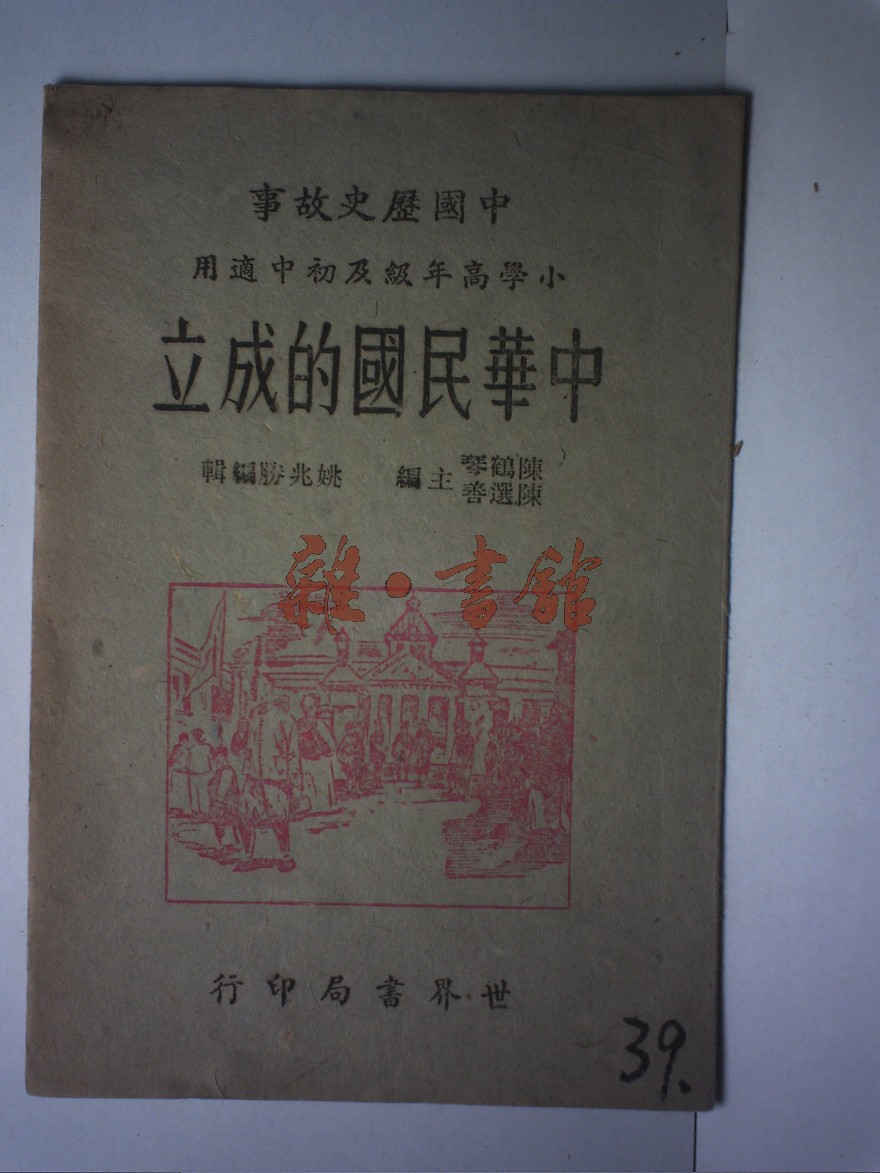 中國歷史故事
小學高年級及初中適用
中華民國的成立
陳鶴琴 陳選善 主編 姚兆勝編輯
雜·書館
世界書局印行
39.